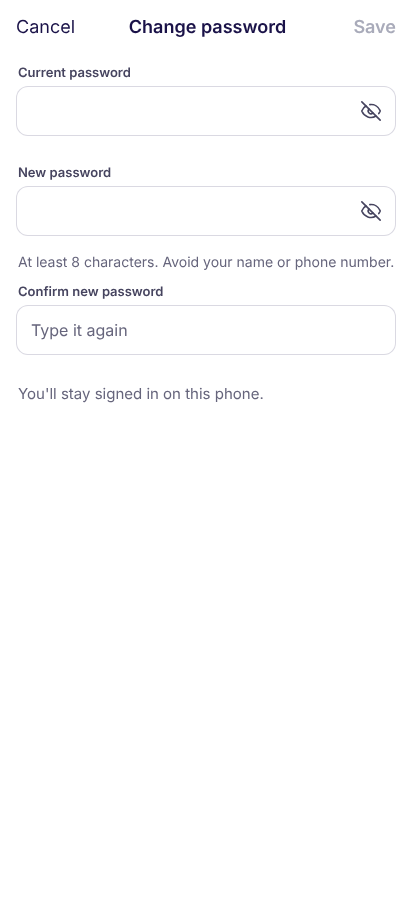 Cancel Change password Save
Current password
New password
At least 8 characters. Avoid your name or phone number.
Confirm new password
Type it again
You'll stay signed in on this phone.